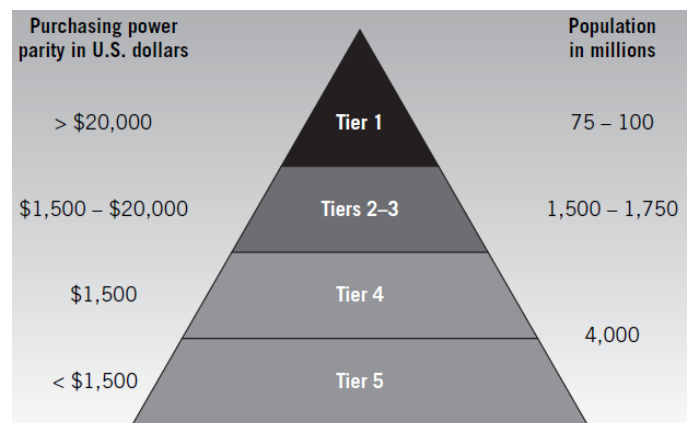 Purchasing power
parity in U.S. dollars
Population
in millions
> $20,000
Tier 1
75 – 100
$1,500 – $20,000
Tiers 2–3
1,500 – 1,750
$1,500
Tier 4
4,000
< $1,500
Tier 5